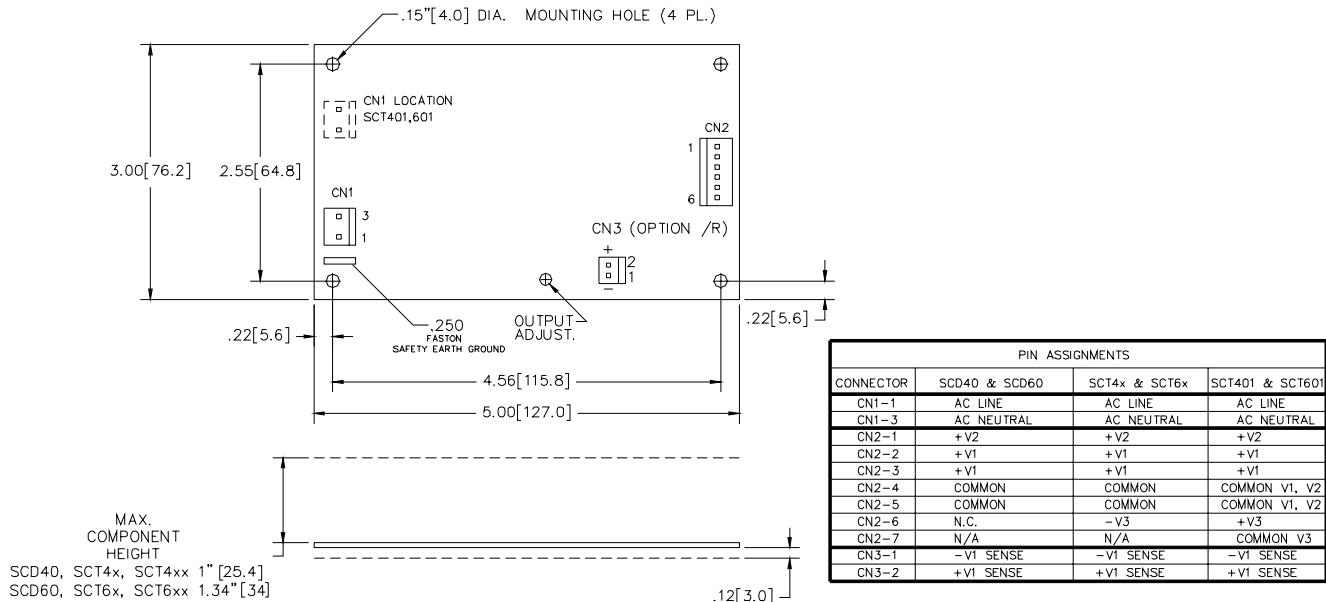 .15"[4.0] DIA. MOUNTING HOLE (4 PL.)
CN1 LOCATION
SCT401,601
CN2
1
6
3.00[76.2]
2.55[64.8]
CN1
3
1
CN3 (OPTION /R)
+
2
1
−
.22[5.6]
.250
FASTON
SAFETY EARTH GROUND
OUTPUT
ADJUST.
.22[5.6]
4.56[115.8]
5.00[127.0]
MAX.
COMPONENT
HEIGHT
SCD40, SCT4x, SCT4xx 1" [25.4]
SCD60, SCT6x, SCT6xx 1.34"[34]
.12[3.0]
PIN ASSIGNMENTS
CONNECTOR SCD40 & SCD60 SCT4x & SCT6x SCT401 & SCT601
CN1-1 AC LINE AC LINE AC LINE
CN1-3 AC NEUTRAL AC NEUTRAL AC NEUTRAL
CN2-1 +V2 +V2 +V2
CN2-2 +V1 +V1 +V1
CN2-3 +V1 +V1 +V1
CN2-4 COMMON COMMON COMMON V1, V2
CN2-5 COMMON COMMON COMMON V1, V2
CN2-6 N.C. -V3 +V3
CN2-7 N/A N/A COMMON V3
CN3-1 -V1 SENSE -V1 SENSE -V1 SENSE
CN3-2 +V1 SENSE +V1 SENSE +V1 SENSE